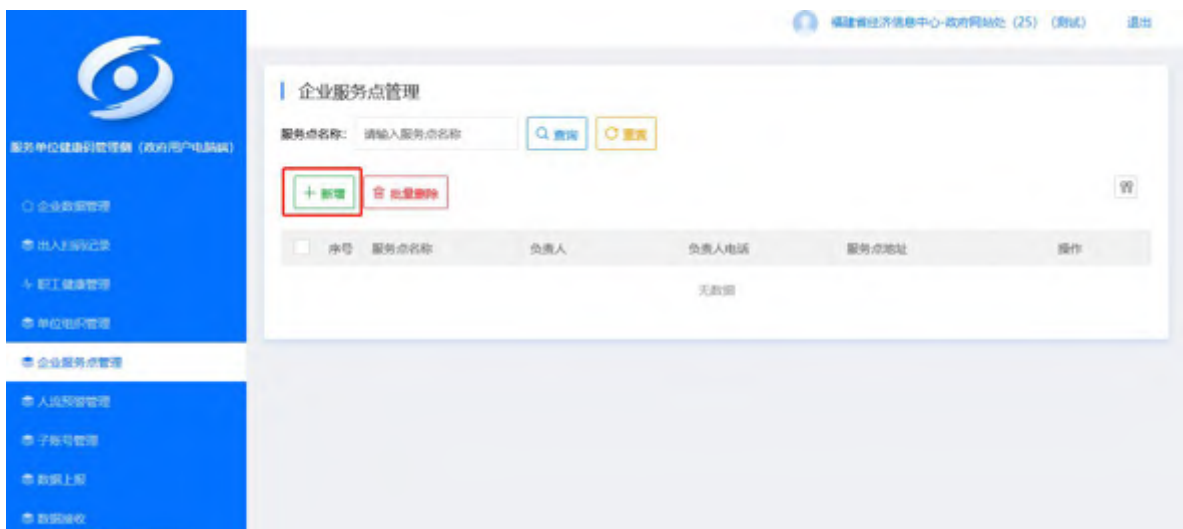 福建省经济信息中心-政府网站处（25）（测试） 退出
服务单位健康码管理侧（政府用户电脑端）
企业数据管理
出入扫码记录
职工健康管理
单位组织管理
企业服务点管理
人流预警管理
子账号管理
数据上报
数据接收
企业服务点管理
服务点名称: 请输入服务点名称 查询 重置
新增 批量删除
序号 服务点名称 负责人 负责人电话 服务点地址 操作
无数据